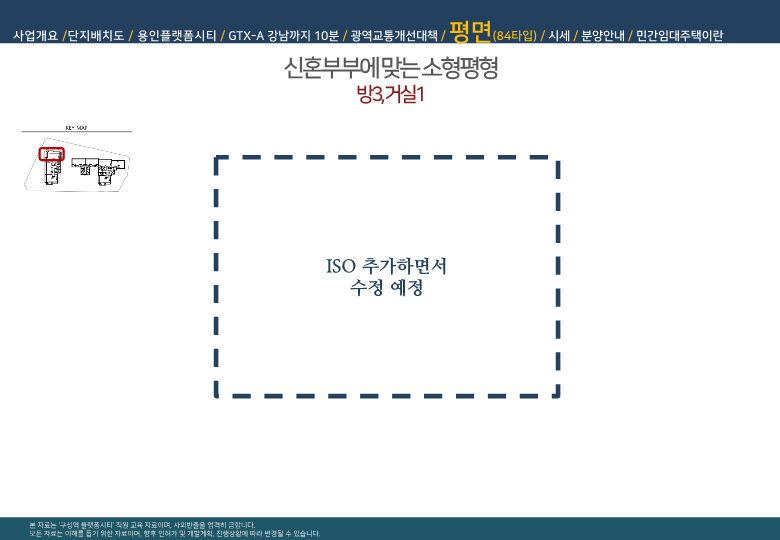 사업개요 /단지배치도 / 용인플랫폼시티 / GTX-A 강남까지 10분 / 광역교통개선대책 / 평면(84타입) / 시세 / 분양안내 / 민간임대주택이란
신혼부부에 맞는 소형평형
방3,거실1
KEY MAP
ISO 추가하면서
수정 예정
본 자료는 '구성역 플랫폼시티' 직원 교육 자료이며, 사외반출을 엄격히 금합니다.
모든 자료는 이해를 돕기 위한 자료이며, 향후 인허가 및 개발계획, 진행상황에 따라 변경될 수 있습니다.